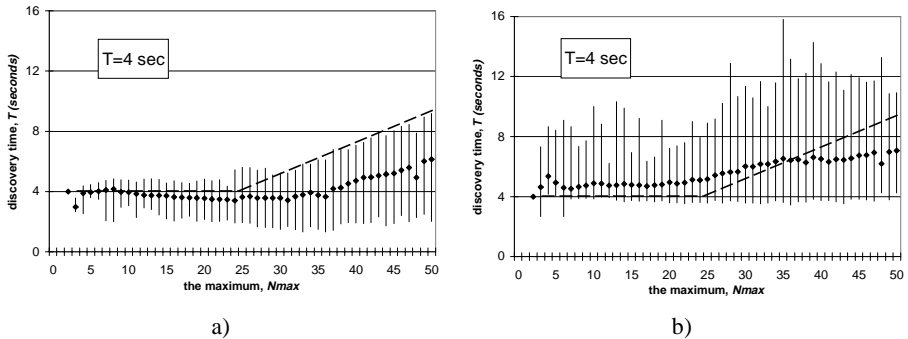 16
12
8
4
0
discovery time, T (seconds)
T=4 sec
0 5 10 15 20 25 30 35 40 45 50
the maximum, Nmax
a)
16
12
8
4
0
discovery time, T (seconds)
T=4 sec
0 5 10 15 20 25 30 35 40 45 50
the maximum, Nmax
b)